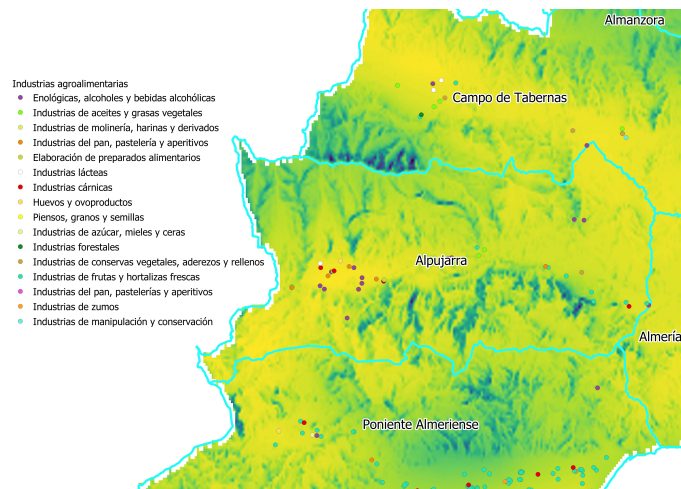 Almanzora
Industrias agroalimentarias
Enológicas, alcoholes y bebidas alcohólicas
Industrias de aceites y grasas vegetales
Industrias de molinería, harinas y derivados
Industrias del pan, pastelería y aperitivos
Elaboración de preparados alimentarios
Industrias lácteas
Industrias cárnicas
Huevos y ovoproductos
Piensos, granos y semillas
Industrias de azúcar, mieles y ceras
Industrias forestales
Industrias de conservas vegetales, aderezos y rellenos
Industrias de frutas y hortalizas frescas
Industrias del pan, pastelerías y aperitivos
Industrias de zumos
Industrias de manipulación y conservación
Campo de Tabernas
Alpujarra
Almería
Poniente Almeriense